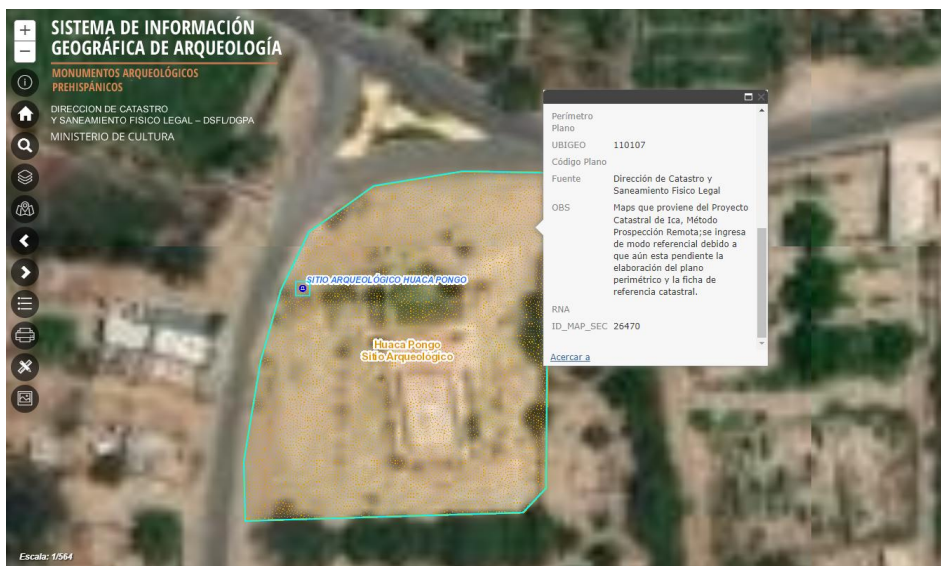 SISTEMA DE INFORMACIÓN
GEOGRÁFICA DE ARQUEOLOGÍA
MONUMENTOS ARQUEOLÓGICOS
PREHISPÁNICOS
DIRECCION DE CATASTRO
Y SANEAMIENTO FISICO LEGAL – DSFL/DGPA
MINISTERIO DE CULTURA
Perímetro
Plano
UBIGEO 110107
Código Plano
Fuente Dirección de Catastro y
Saneamiento Fisico Legal
OBS Maps que proviene del Proyecto
Catastral de Ica, Método
Prospección Remota;se ingresa
de modo referencial debido a
que aún esta pendiente la
elaboración del plano
perimétrico y la ficha de
referencia catastral.
RNA
ID_MAP_SEC 26470
Acercar a
SITIO ARQUEOLÓGICO HUACA PONGO
Huaca Pongo
Sitio Arqueológico
Escala: 1/564